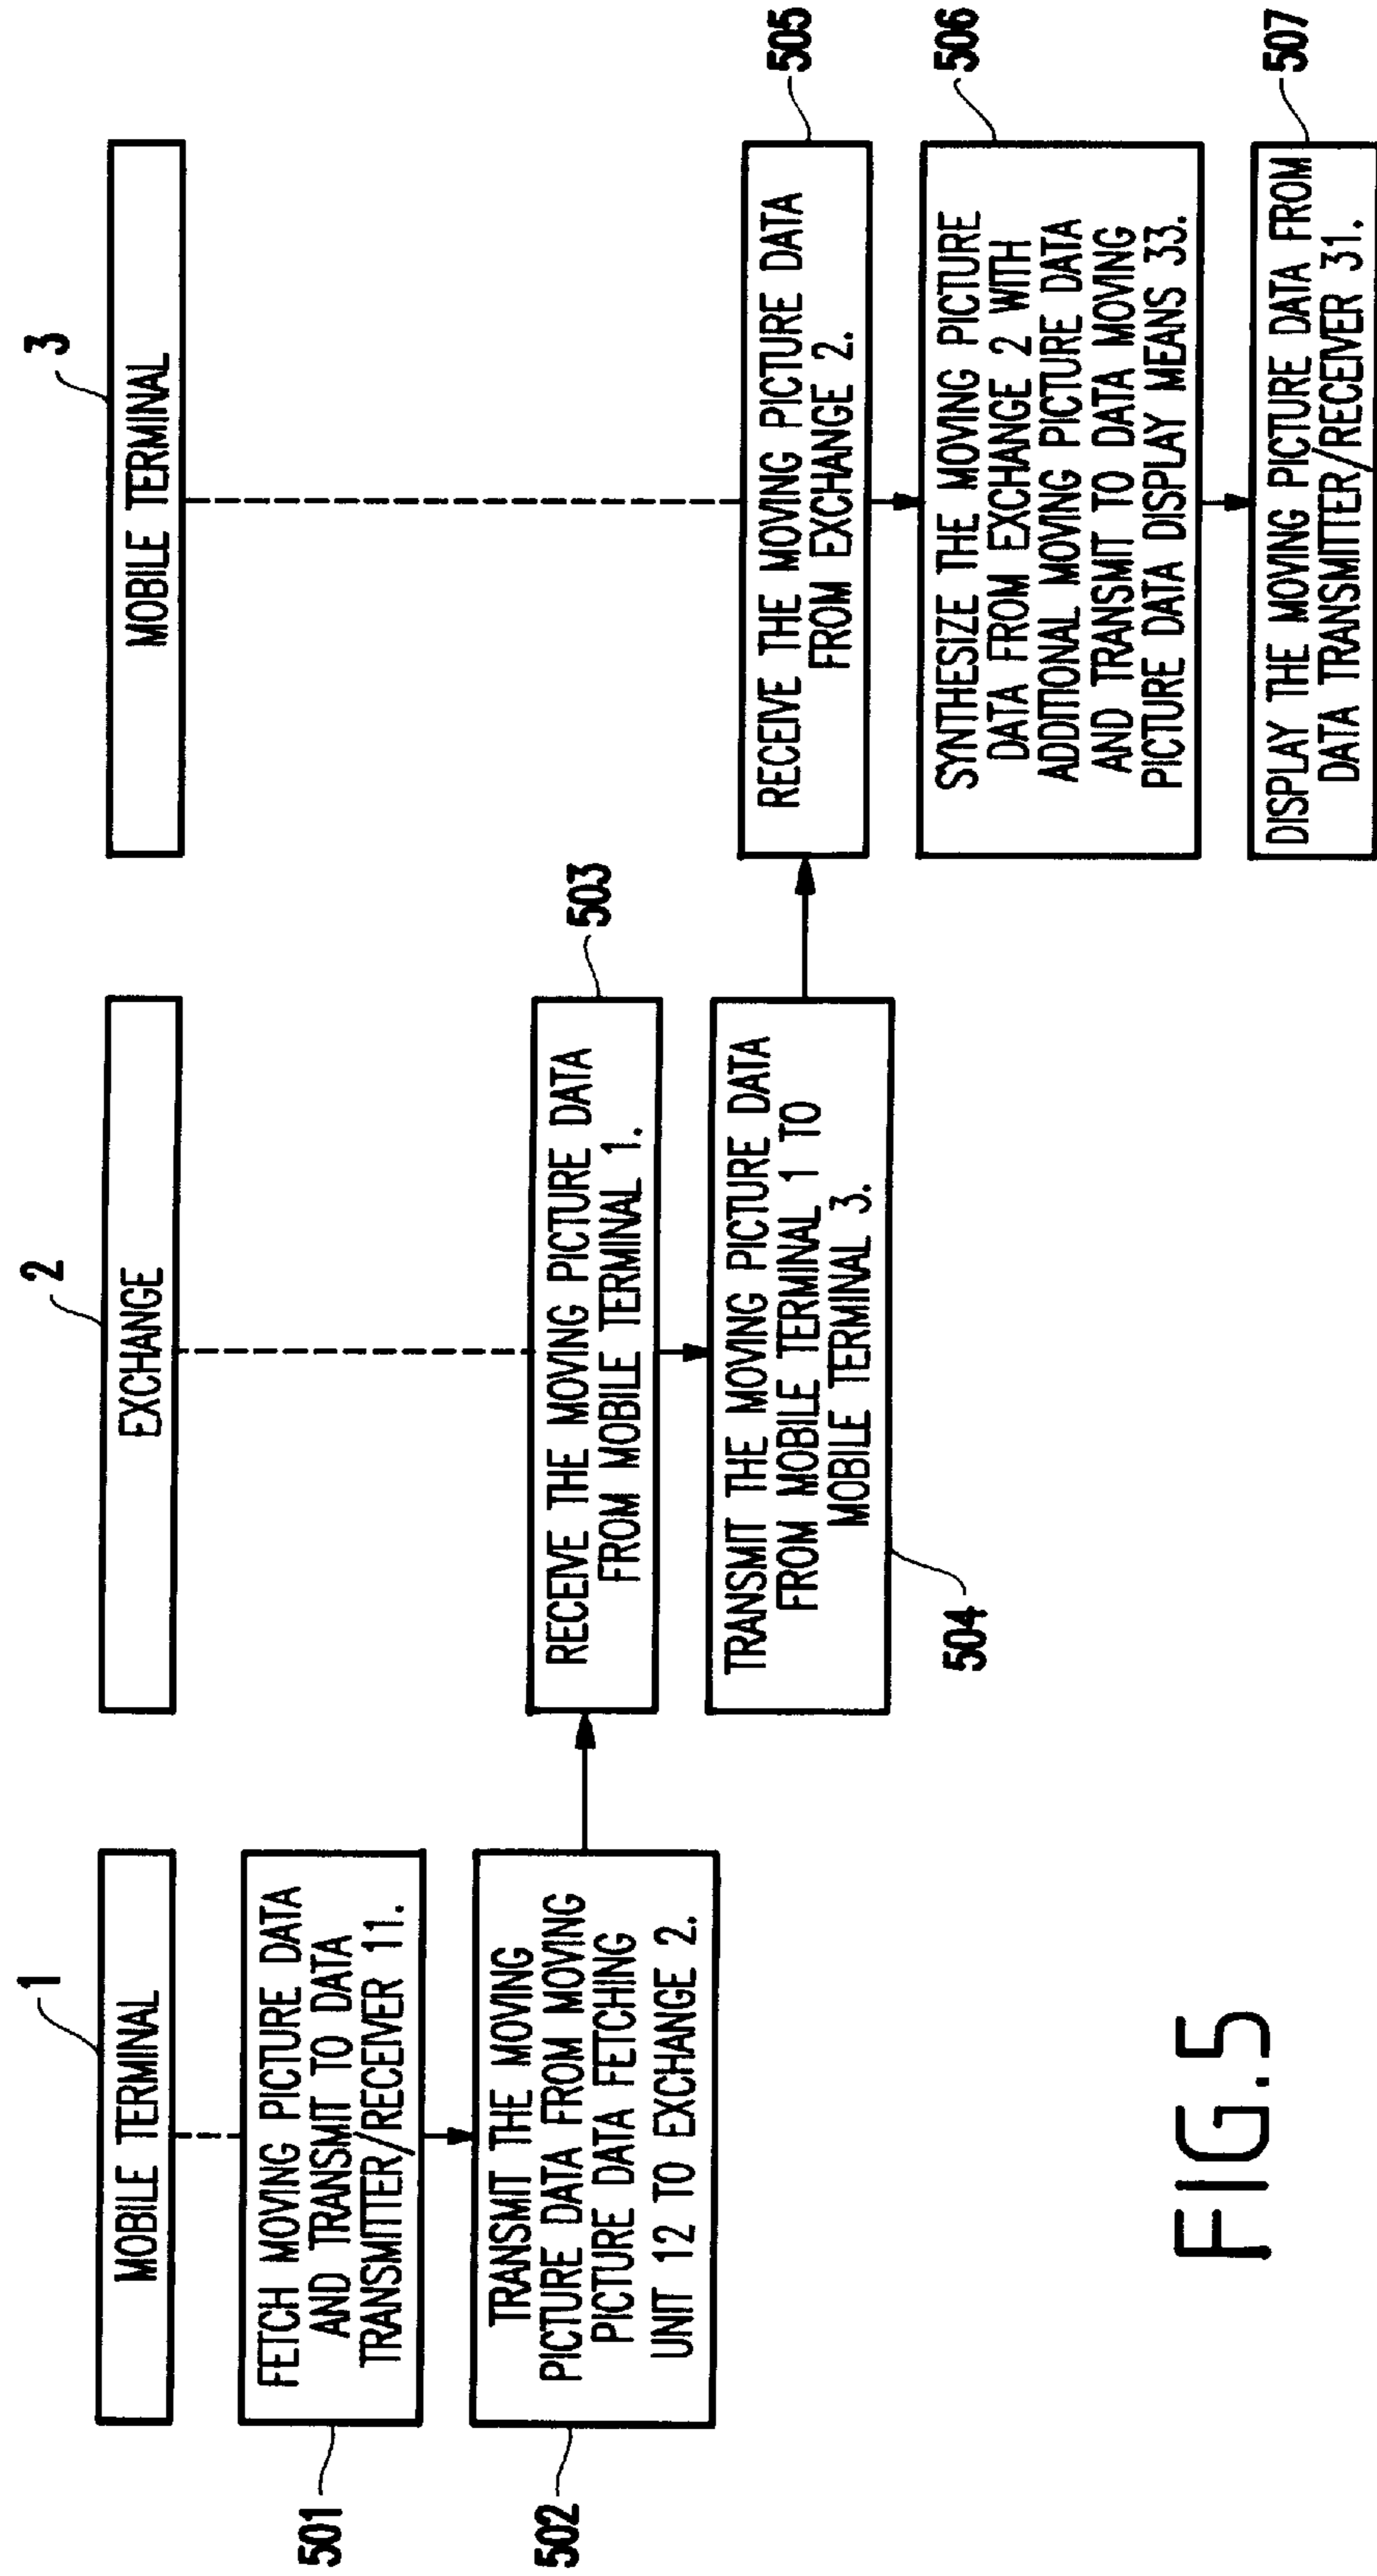 1
MOBILE TERMINAL
501
FETCH MOVING PICTURE DATA
AND TRANSMIT TO DATA
TRANSMITTER/RECEIVER 11.
502
TRANSMIT THE MOVING
PICTURE DATA FROM MOVING
PICTURE DATA FETCHING
UNIT 12 TO EXCHANGE 2.
2
EXCHANGE
503
RECEIVE THE MOVING PICTURE DATA
FROM MOBILE TERMINAL 1.
TRANSMIT THE MOVING PICTURE DATA
FROM MOBILE TERMINAL 1 TO
MOBILE TERMINAL 3.
504
3
MOBILE TERMINAL
505
RECEIVE THE MOVING PICTURE DATA
FROM EXCHANGE 2.
506
SYNTHESIZE THE MOVING PICTURE
DATA FROM EXCHANGE 2 WITH
ADDITIONAL MOVING PICTURE DATA
AND TRANSMIT TO DATA MOVING
PICTURE DATA DISPLAY MEANS 33.
507
DISPLAY THE MOVING PICTURE DATA FROM
DATA TRANSMITTER/RECEIVER 31.
FIG.5